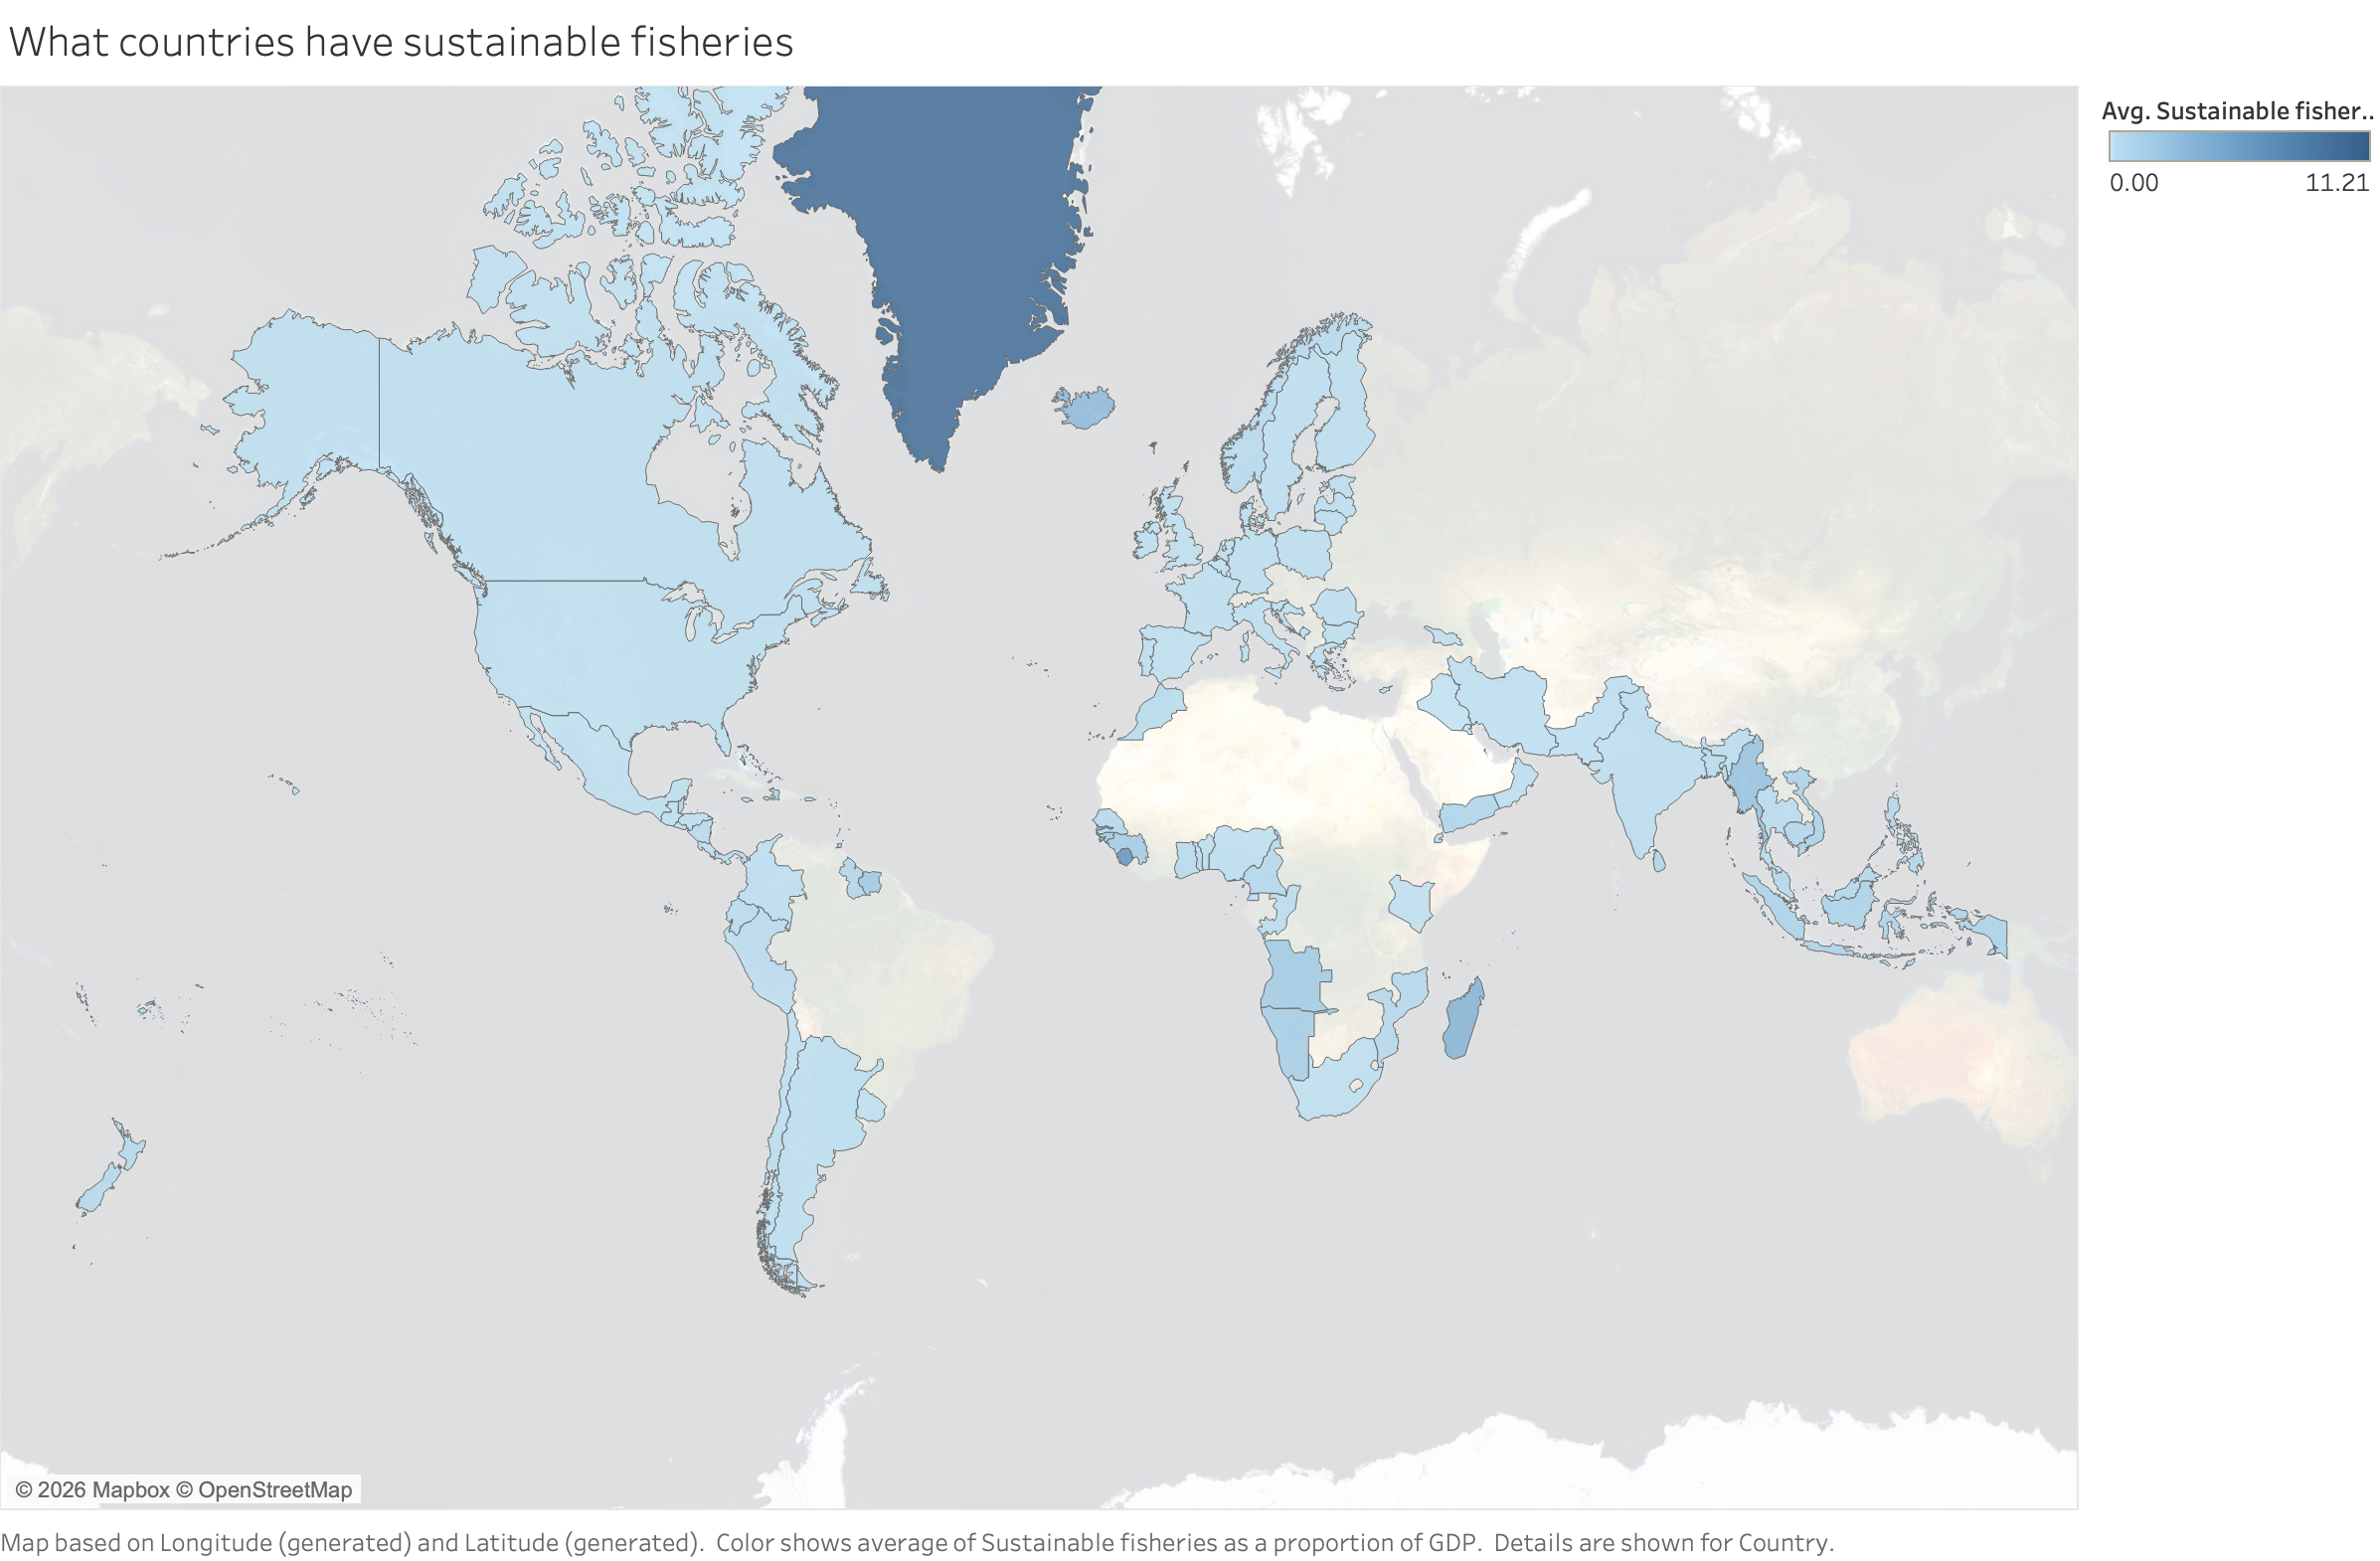 What countries have sustainable fisheries
Avg. Sustainable fisher..
0.00 11.21
© 2026 Mapbox © OpenStreetMap
Map based on Longitude (generated) and Latitude (generated).  Color shows average of Sustainable fisheries as a proportion of GDP.  Details are shown for Country.